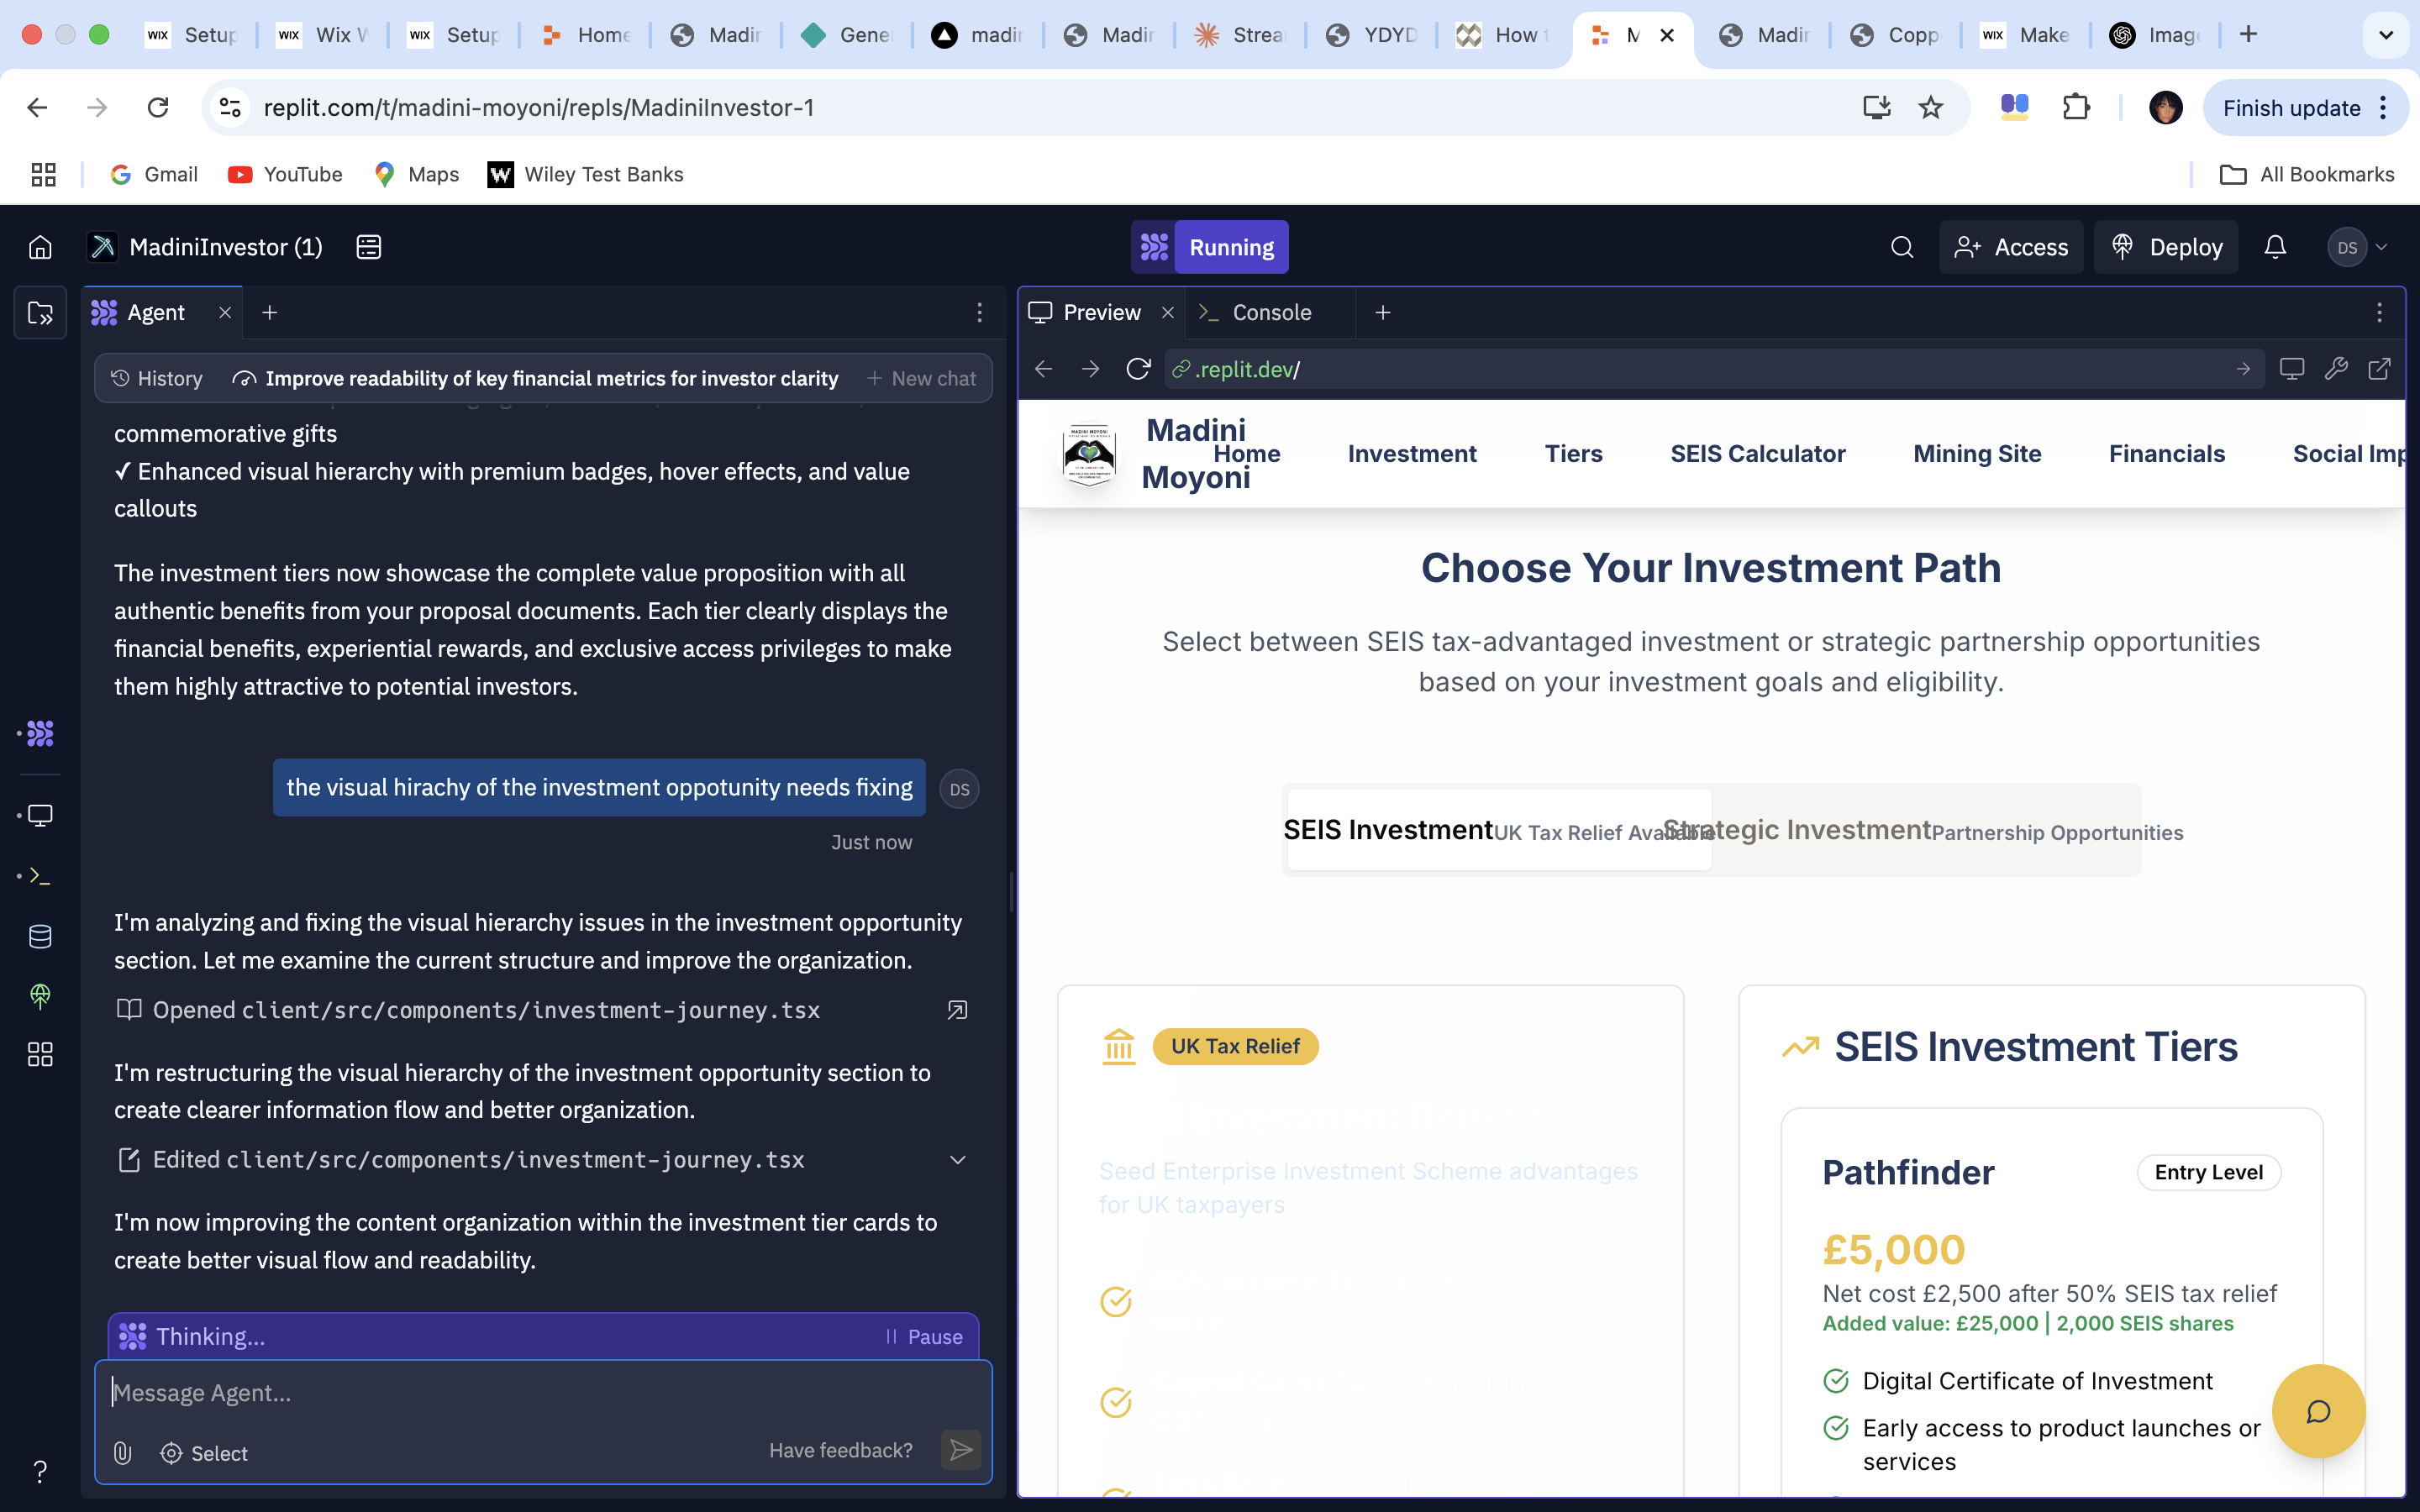 WIX Setup
WIX Wix W
WIX Setup
Home
Madin
Gene
madin
Madin
Strea
YDYD
How t
M
Madin
Copp
WIX Make
Imag
replit.com/t/madini-moyoni/repls/MadiniInvestor-1
Finish update
Gmail
YouTube
Maps
W Wiley Test Banks
All Bookmarks
MadiniInvestor (1)
Running
Access
Deploy
DS
Agent
History
Improve readability of key financial metrics for investor clarity
New chat
commemorative gifts
✓ Enhanced visual hierarchy with premium badges, hover effects, and value
callouts
The investment tiers now showcase the complete value proposition with all
authentic benefits from your proposal documents. Each tier clearly displays the
financial benefits, experiential rewards, and exclusive access privileges to make
them highly attractive to potential investors.
the visual hirachy of the investment oppotunity needs fixing
DS
Just now
I'm analyzing and fixing the visual hierarchy issues in the investment opportunity
section. Let me examine the current structure and improve the organization.
Opened client/src/components/investment-journey.tsx
I'm restructuring the visual hierarchy of the investment opportunity section to
create clearer information flow and better organization.
Edited client/src/components/investment-journey.tsx
I'm now improving the content organization within the investment tier cards to
create better visual flow and readability.
Thinking...
Pause
Message Agent...
Select
Have feedback?
Preview
Console
.replit.dev/
MADINI MOYONI
Madini
Moyoni
Home
Investment
Tiers
SEIS Calculator
Mining Site
Financials
Social Imp
Choose Your Investment Path
Select between SEIS tax-advantaged investment or strategic partnership opportunities
based on your investment goals and eligibility.
SEIS Investment UK Tax Relief Available
Strategic Investment Partnership Opportunities
UK Tax Relief
Benefits
Seed Enterprise Investment Scheme advantages
for UK taxpayers
SEIS Investment Tiers
Pathfinder
Entry Level
£5,000
Net cost £2,500 after 50% SEIS tax relief
Added value: £25,000 | 2,000 SEIS shares
Digital Certificate of Investment
Early access to product launches or
services